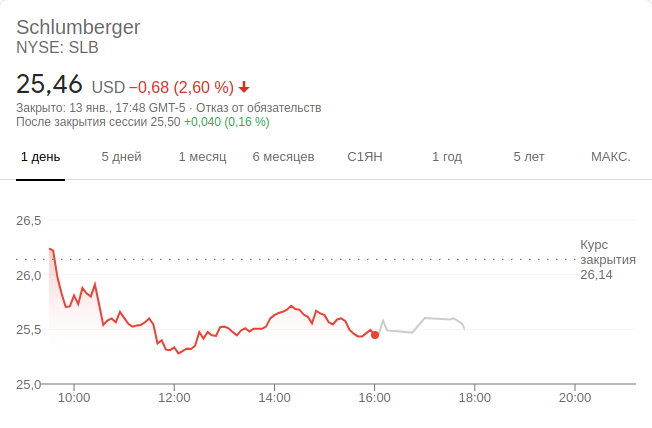 Schlumberger
NYSE: SLB
25,46 USD −0,68 (2,60 %)
Закрыто: 13 янв., 17:48 GMT-5 · Отказ от обязательств
После закрытия сессии 25,50 +0,040 (0,16 %)
1 день 5 дней 1 месяц 6 месяцев С1ЯН 1 год 5 лет МАКС.
26,5
Курс
закрытия
26,14
26,0
25,5
25,0
10:00 12:00 14:00 16:00 18:00 20:00